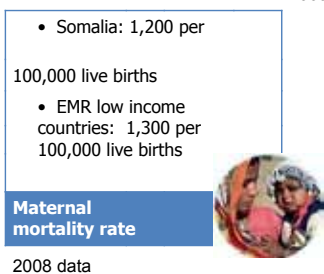 • Somalia: 1,200 per
100,000 live births
• EMR low income
countries: 1,300 per
100,000 live births
Maternal
mortality rate
2008 data